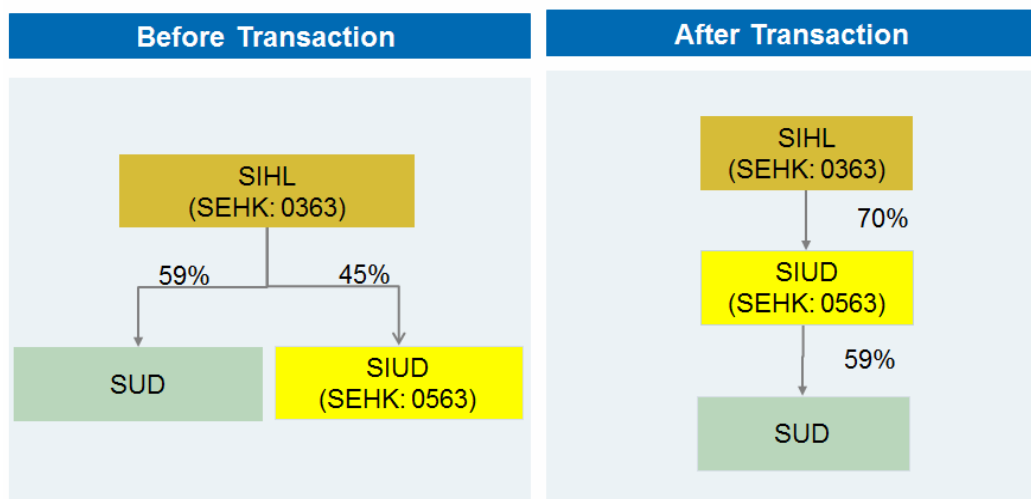 Before Transaction
SIHL
(SEHK: 0363)
59%
45%
SUD
SIUD
(SEHK: 0563)
After Transaction
SIHL
(SEHK: 0363)
70%
SIUD
(SEHK: 0563)
59%
SUD